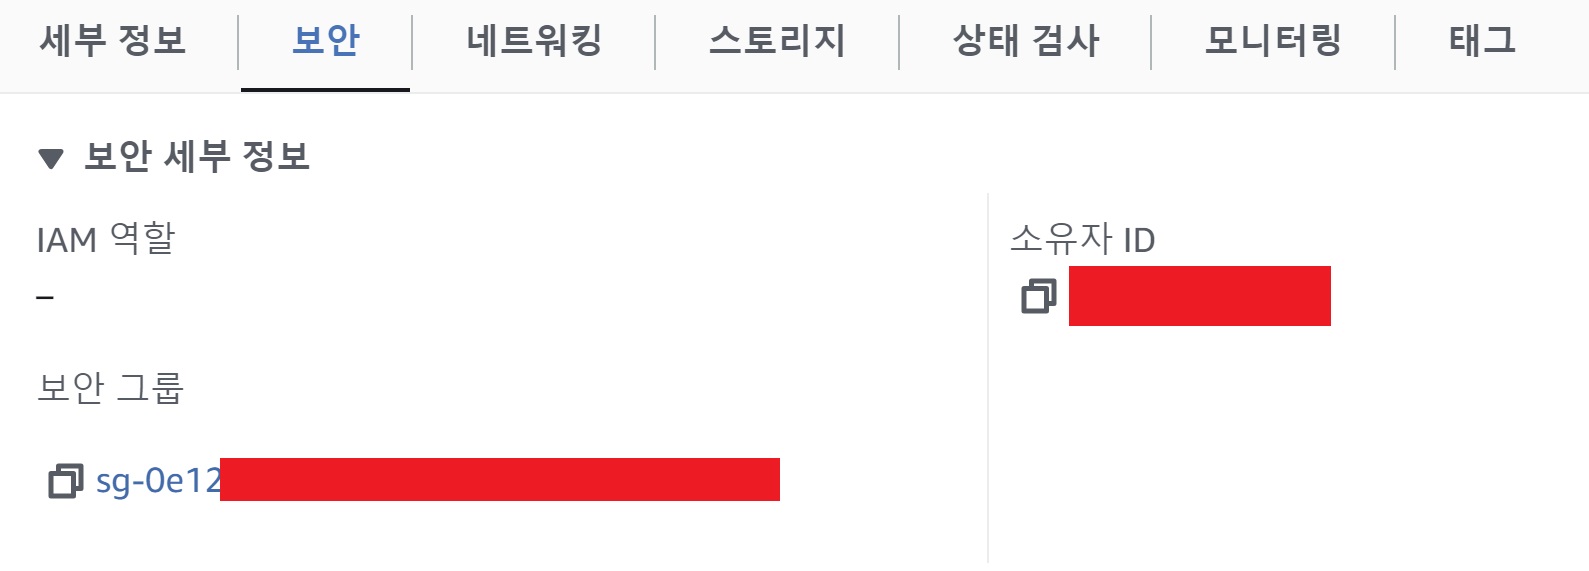 세부 정보 보안 네트워킹 스토리지 상태 검사 모니터링 태그
보안 세부 정보
IAM 역할
–
소유자 ID
보안 그룹
sg-0e12